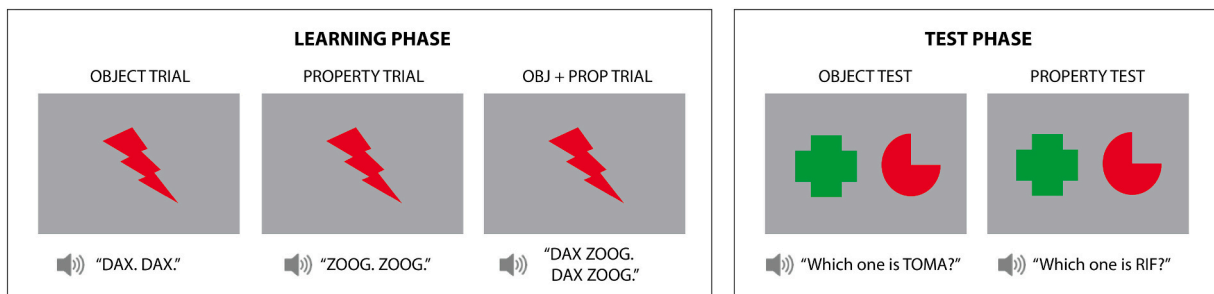 LEARNING PHASE
OBJECT TRIAL
PROPERTY TRIAL
OBJ + PROP TRIAL
“DAX. DAX.”
“ZOOG. ZOOG.”
“DAX ZOOG.
DAX ZOOG.”
TEST PHASE
OBJECT TEST
PROPERTY TEST
“Which one is TOMA?”
“Which one is RIF?”